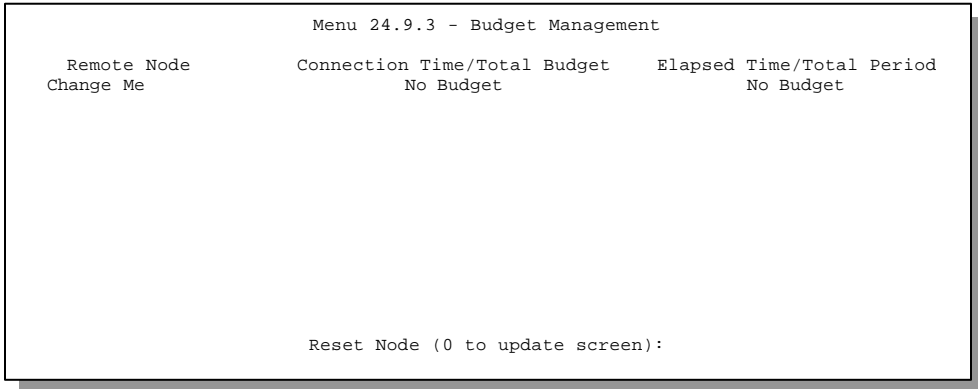 Menu 24.9.3 - Budget Management
Remote Node Connection Time/Total Budget Elapsed Time/Total Period
Change Me No Budget No Budget
Reset Node (0 to update screen):